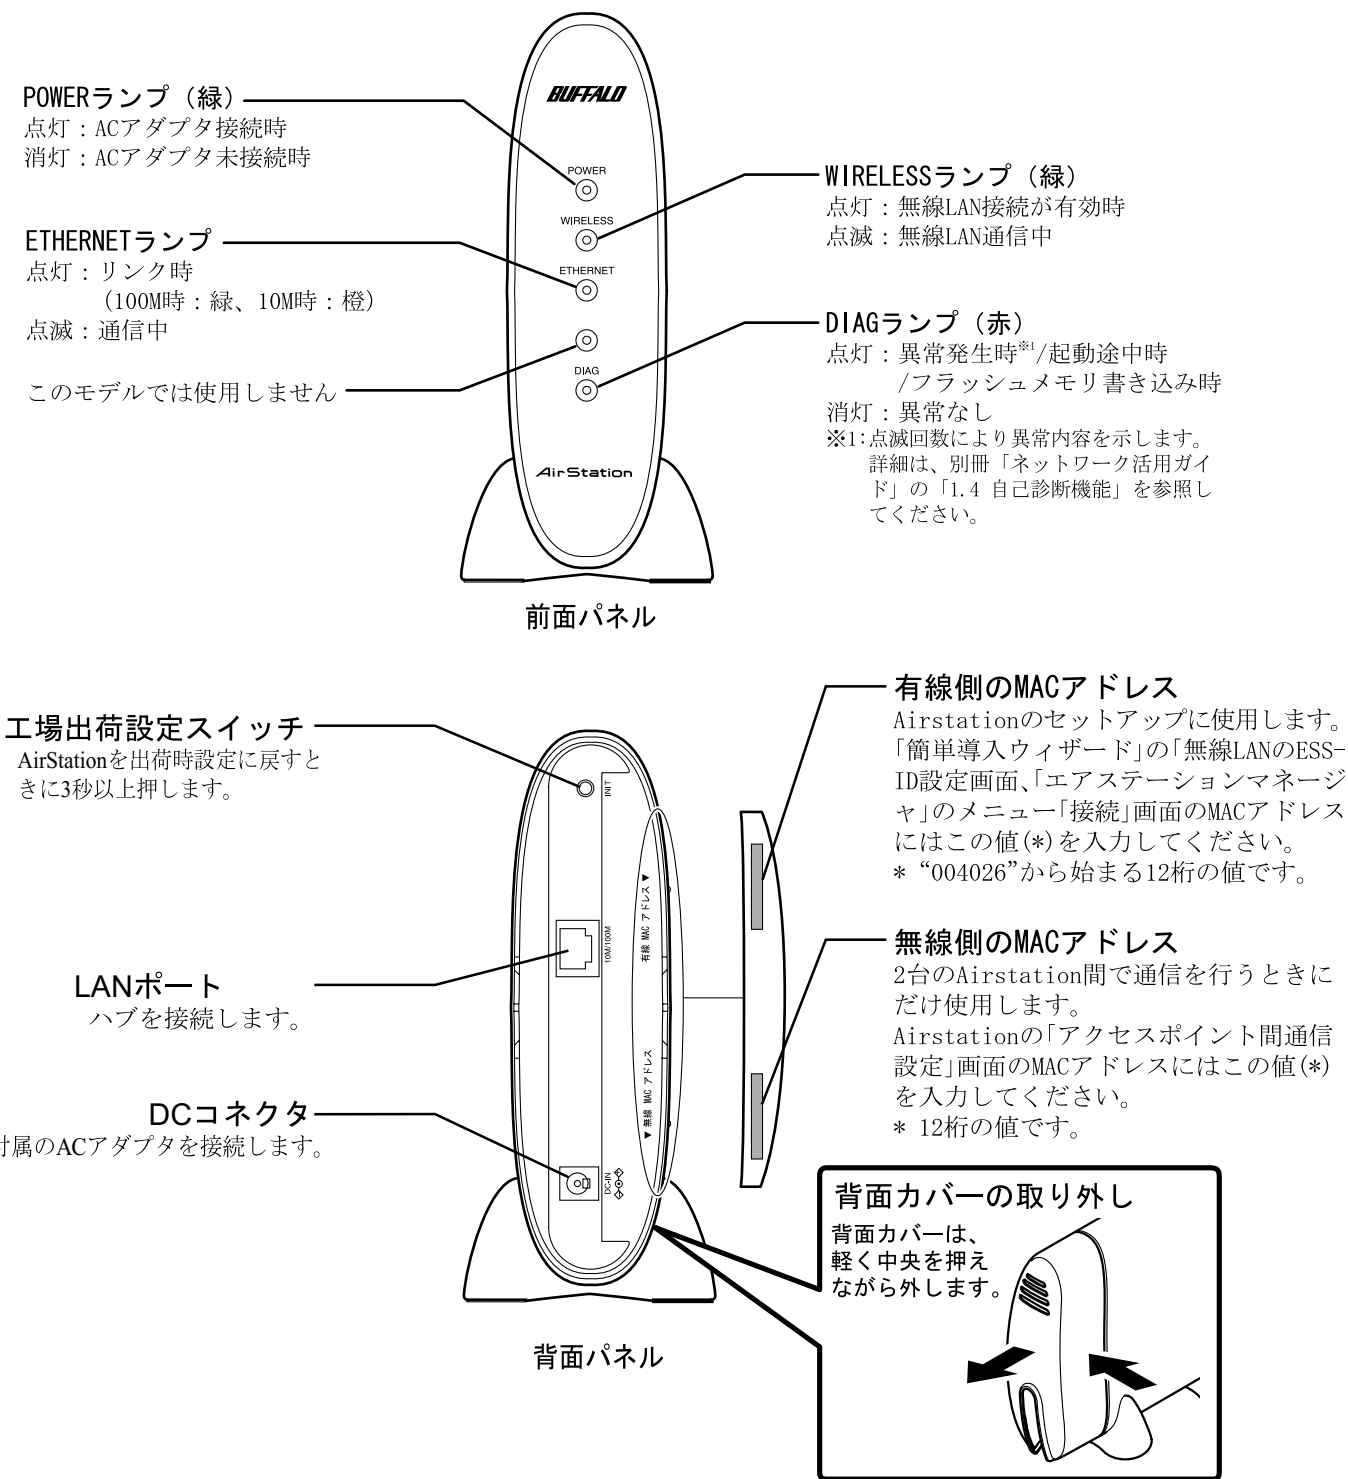 BUFFALO
POWERランプ（緑）
点灯：ACアダプタ接続時
消灯：ACアダプタ未接続時
ETHERNETランプ
点灯：リンク時
（100M時：緑、10M時：橙）
点滅：通信中
このモデルでは使用しません
POWER
WIRELESS
ETHERNET
DIAG
AirStation
WIRELESSランプ（緑）
点灯：無線LAN接続が有効時
点滅：無線LAN通信中
DIAGランプ（赤）
点灯：異常発生時※1/起動途中時
/フラッシュメモリ書き込み時
消灯：異常なし
※1:点滅回数により異常内容を示します。
詳細は、別冊「ネットワーク活用ガイ
ド」の「1.4 自己診断機能」を参照し
てください。
前面パネル
工場出荷設定スイッチ
AirStationを出荷時設定に戻すと
きに3秒以上押します。
LANポート
ハブを接続します。
DCコネクタ
付属のACアダプタを接続します。
INIT
10M/100M
DC-IN
有線 MAC アドレス ▼
▼ 無線 MAC アドレス
有線側のMACアドレス
Airstationのセットアップに使用します。
「簡単導入ウィザード」の「無線LANのESS-
ID設定画面、「エアステーションマネージ
ャ」のメニュー「接続」画面のMACアドレス
にはこの値(*)を入力してください。
* “004026”から始まる12桁の値です。
無線側のMACアドレス
2台のAirstation間で通信を行うときに
だけ使用します。
Airstationの「アクセスポイント間通信
設定」画面のMACアドレスにはこの値(*)
を入力してください。
* 12桁の値です。
背面カバーの取り外し
背面カバーは、
軽く中央を押え
ながら外します。
背面パネル